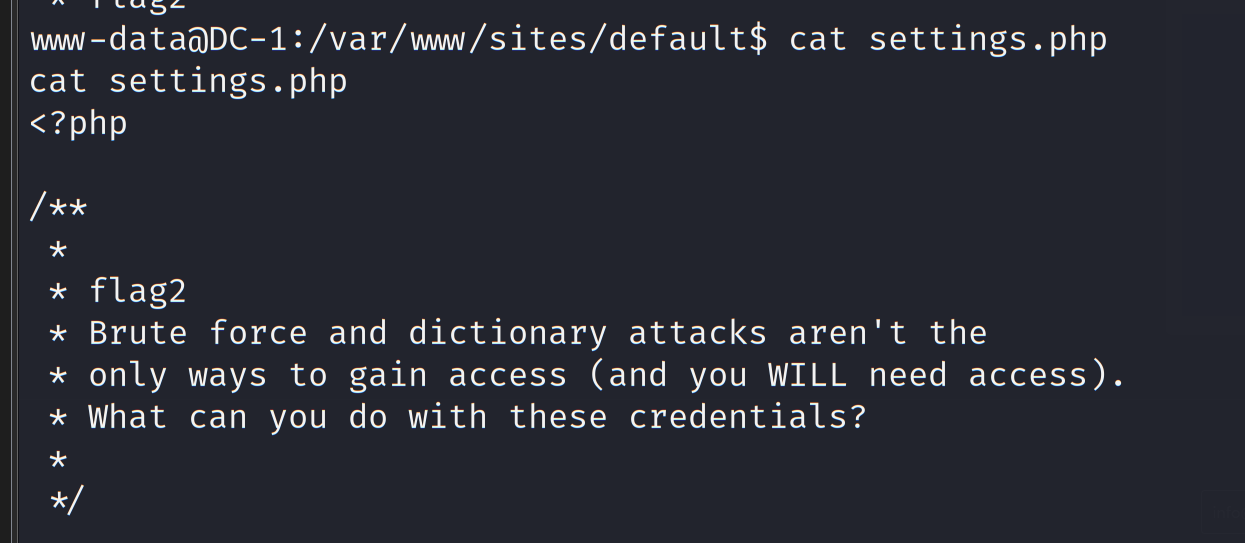 * flag2
www-data@DC-1:/var/www/sites/default$ cat settings.php
cat settings.php
<?php
/**
*
* flag2
* Brute force and dictionary attacks aren't the
* only ways to gain access (and you WILL need access).
* What can you do with these credentials?
*
*/